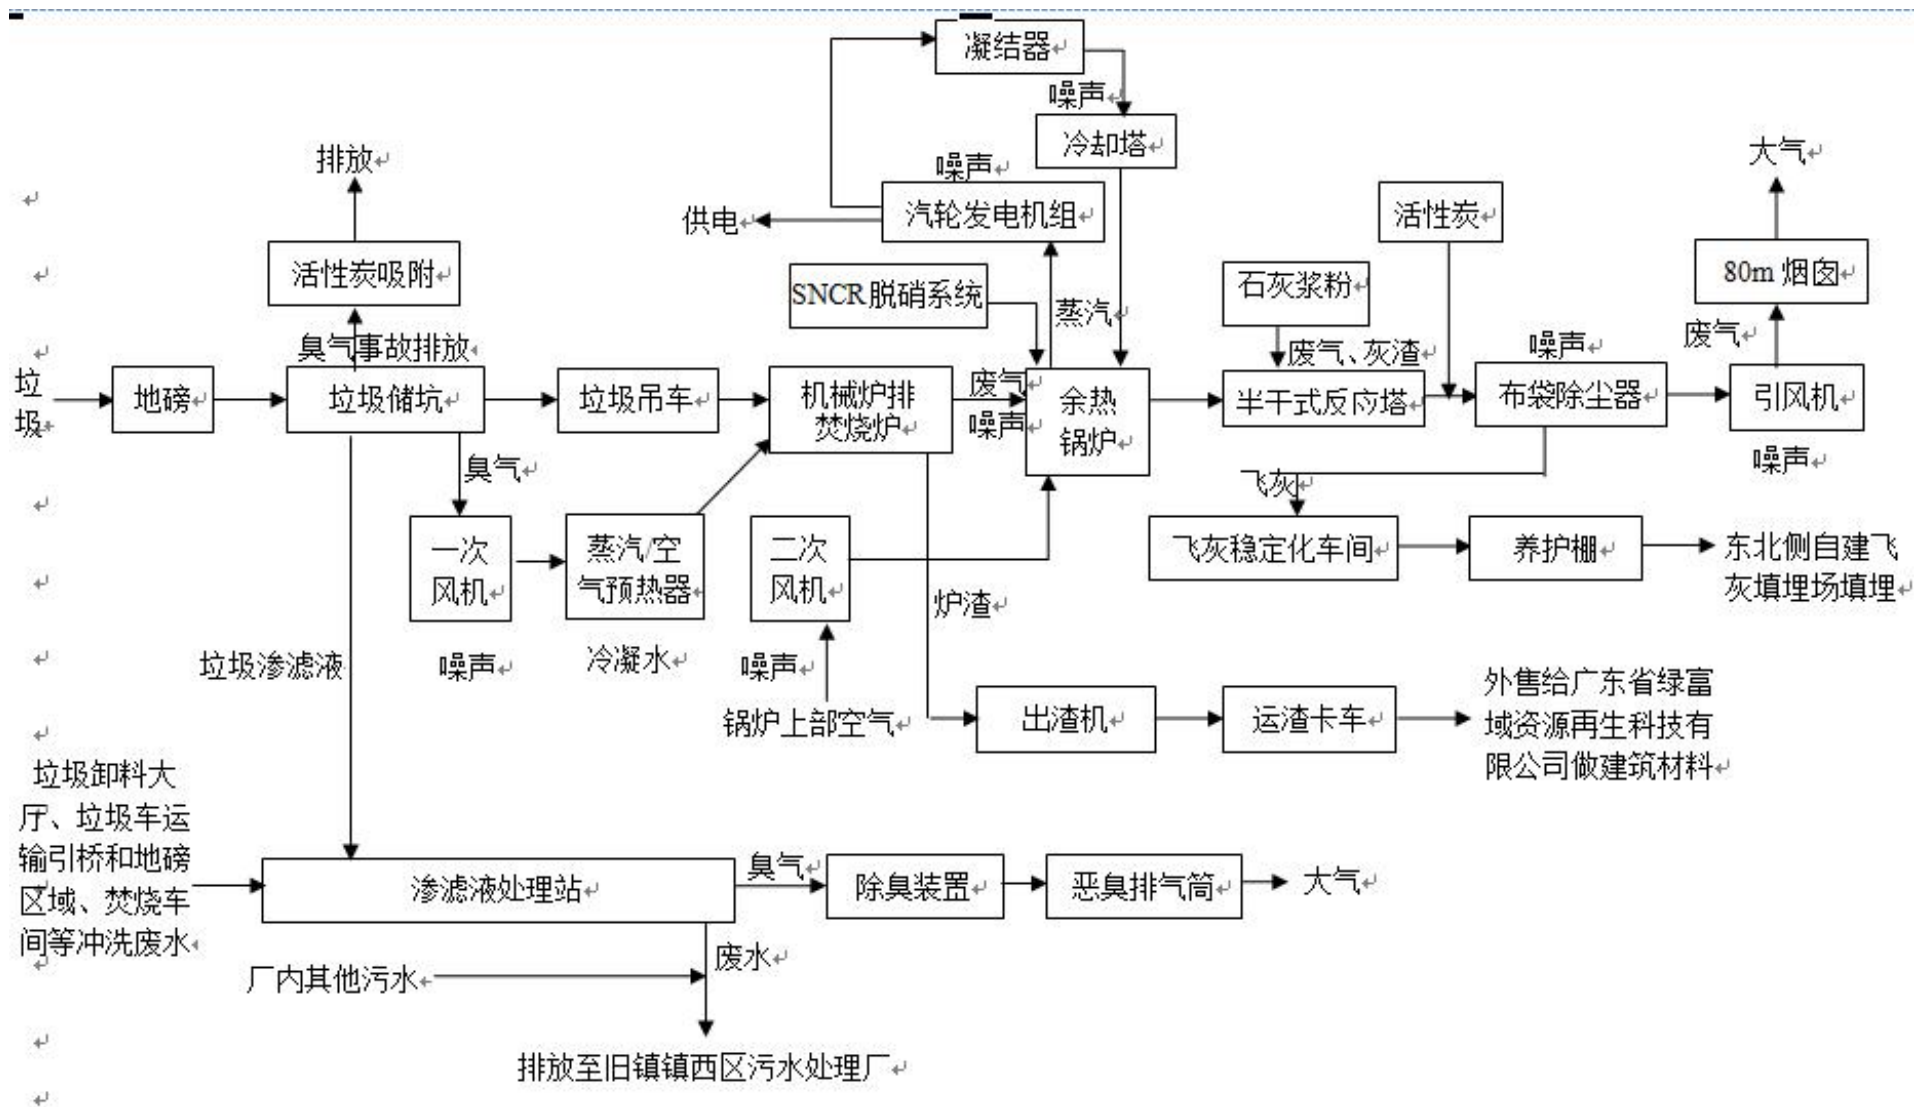 凝结器
噪声
冷却塔
排放
噪声
大气
供电
汽轮发电机组
活性炭
活性炭吸附
SNCR脱硝系统
蒸汽
石灰浆粉
80m 烟囱
臭气事故排放
废气、灰渣
噪声
废气
垃
圾
地磅
垃圾储坑
垃圾吊车
机械炉排
焚烧炉
废气
噪声
余热
锅炉
半干式反应塔
布袋除尘器
引风机
噪声
臭气
飞灰
一次
风机
蒸汽/空
气预热器
二次
风机
飞灰稳定化车间
养护棚
东北侧自建飞
灰填埋场填埋
炉渣
垃圾渗滤液
噪声
冷凝水
噪声
锅炉上部空气
出渣机
运渣卡车
外售给广东省绿富
域资源再生科技有
限公司做建筑材料
垃圾卸料大
厅、垃圾车运
输引桥和地磅
区域、焚烧车
间等冲洗废水
渗滤液处理站
臭气
除臭装置
恶臭排气筒
大气
废水
厂内其他污水
排放至旧镇镇西区污水处理厂